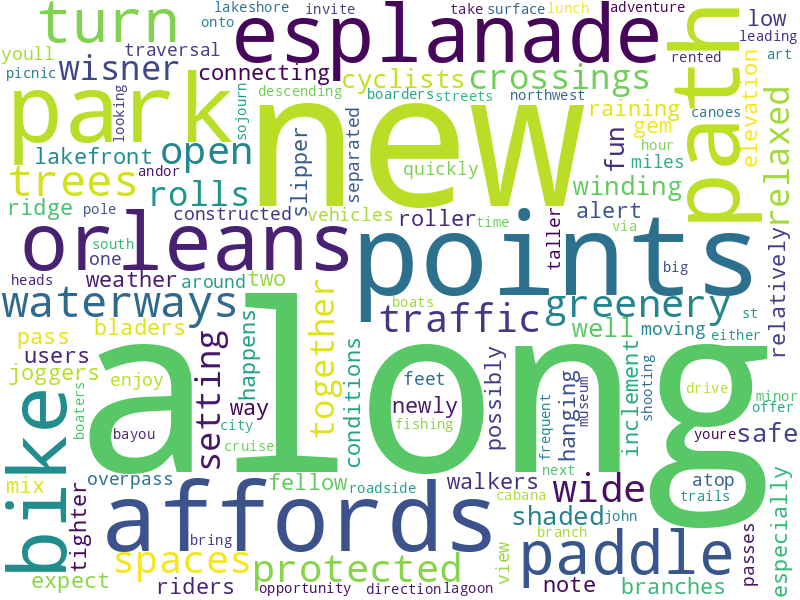 lakeshore invite take surface lunch adventure
turn esplanade path low
onto leading
youll traversal wisner connecting cyclists crossings rented art
picnic looking descending boarders streets northwest
park new raining elevation relaxed
sojourn separated canoes
lakefront open andor slipper quickly gem fun hour
trees rolls miles
winding
ridge pole constructed vehicles roller time alert
orleans points taller via relatively
south one
heads weather around two big
waterways boats traffic greenery st
pass bladers together well moving either
users setting happens conditions along inclement minor
joggers enjoy feet possibly hanging museum shooting drive offer
bike way newly frequent
boaters bayou city fishing youre safe
cruise
mix overpass fellow roadside walkers next cabana wide atop trails
tighter affords shaded john passes especially
bring branch paddle
spaces protected view note
expect riders opportunity direction lagoon branches